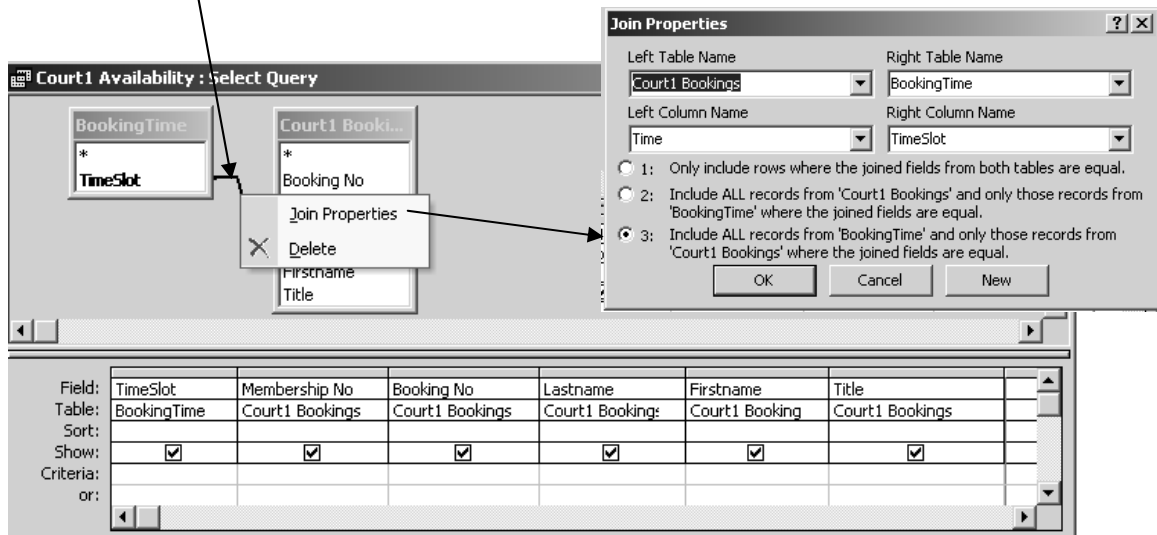 Join Properties
Left Table Name
Right Table Name
Court1 Bookings
BookingTime
Left Column Name
Right Column Name
Time
TimeSlot
1: Only include rows where the joined fields from both tables are equal.
2: Include ALL records from 'Court1 Bookings' and only those records from
'BookingTime' where the joined fields are equal.
3: Include ALL records from 'BookingTime' and only those records from
'Court1 Bookings' where the joined fields are equal.
OK Cancel New
Court1 Availability : Select Query
BookingTime
*
TimeSlot
Court1 Booki...
*
Booking No
Join Properties
Delete
Firstname
Title
Field: TimeSlot Membership No Booking No Lastname Firstname Title
Table: BookingTime Court1 Bookings Court1 Bookings Court1 Bookings Court1 Booking Court1 Bookings
Sort:
Show:
Criteria:
or: